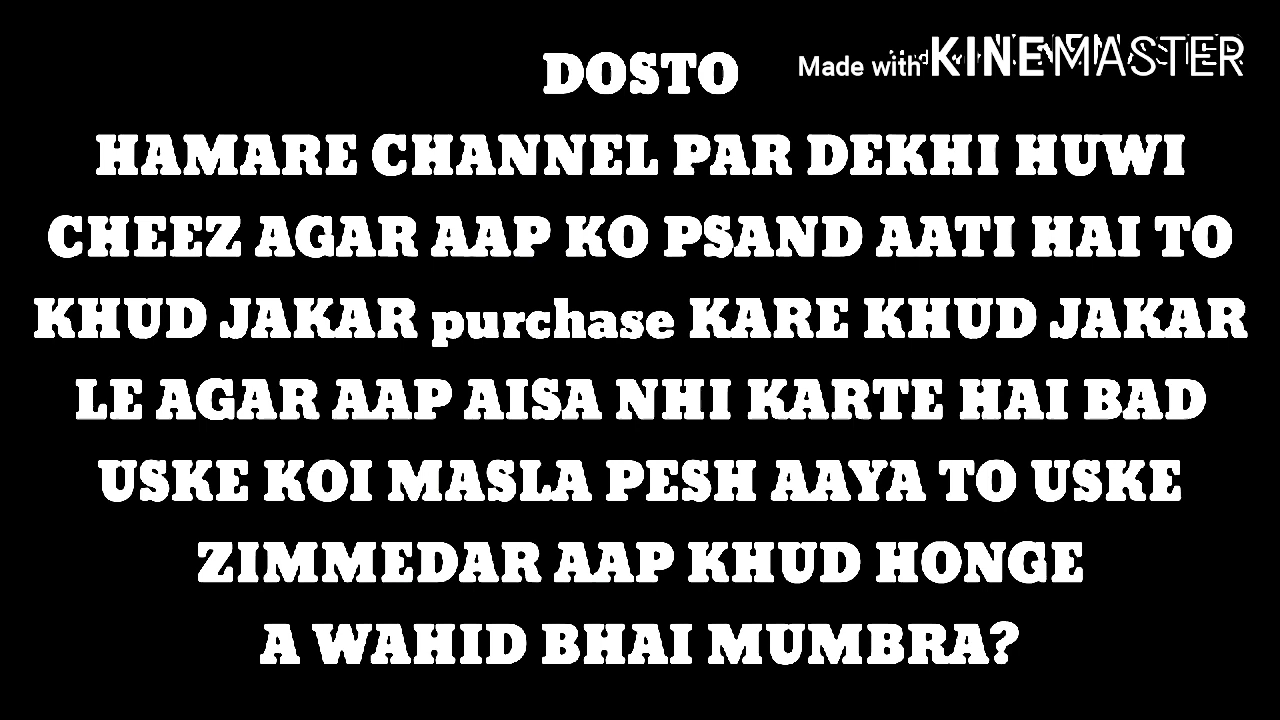 DOSTO
Made with KINEMASTER
HAMARE CHANNEL PAR DEKHI HUWI
CHEEZ AGAR AAP KO PSAND AATI HAI TO
KHUD JAKAR purchase KARE KHUD JAKAR
LE AGAR AAP AISA NHI KARTE HAI BAD
USKE KOI MASLA PESH AAYA TO USKE
ZIMMEDAR AAP KHUD HONGE
A WAHID BHAI MUMBRA?